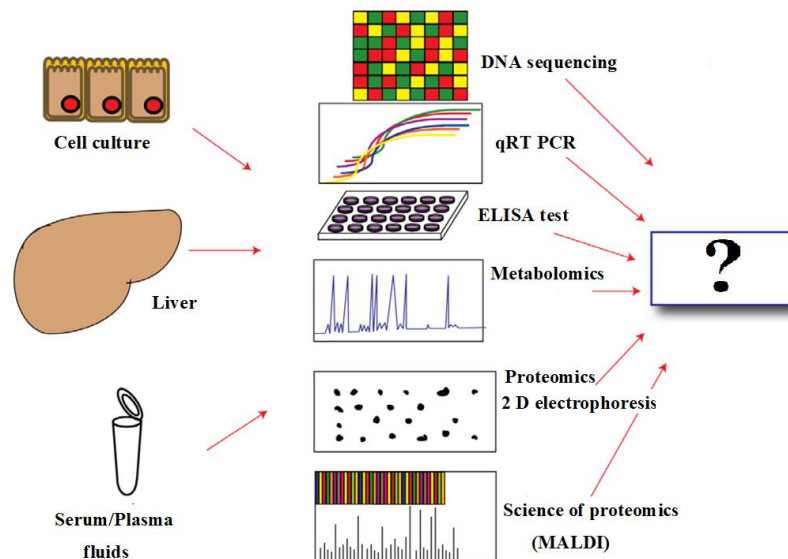 DNA sequencing
Cell culture
qRT PCR
ELISA test
Liver
Metabolomics
?
Proteomics
2 D electrophoresis
Serum/Plasma
fluids
Science of proteomics
(MALDI)